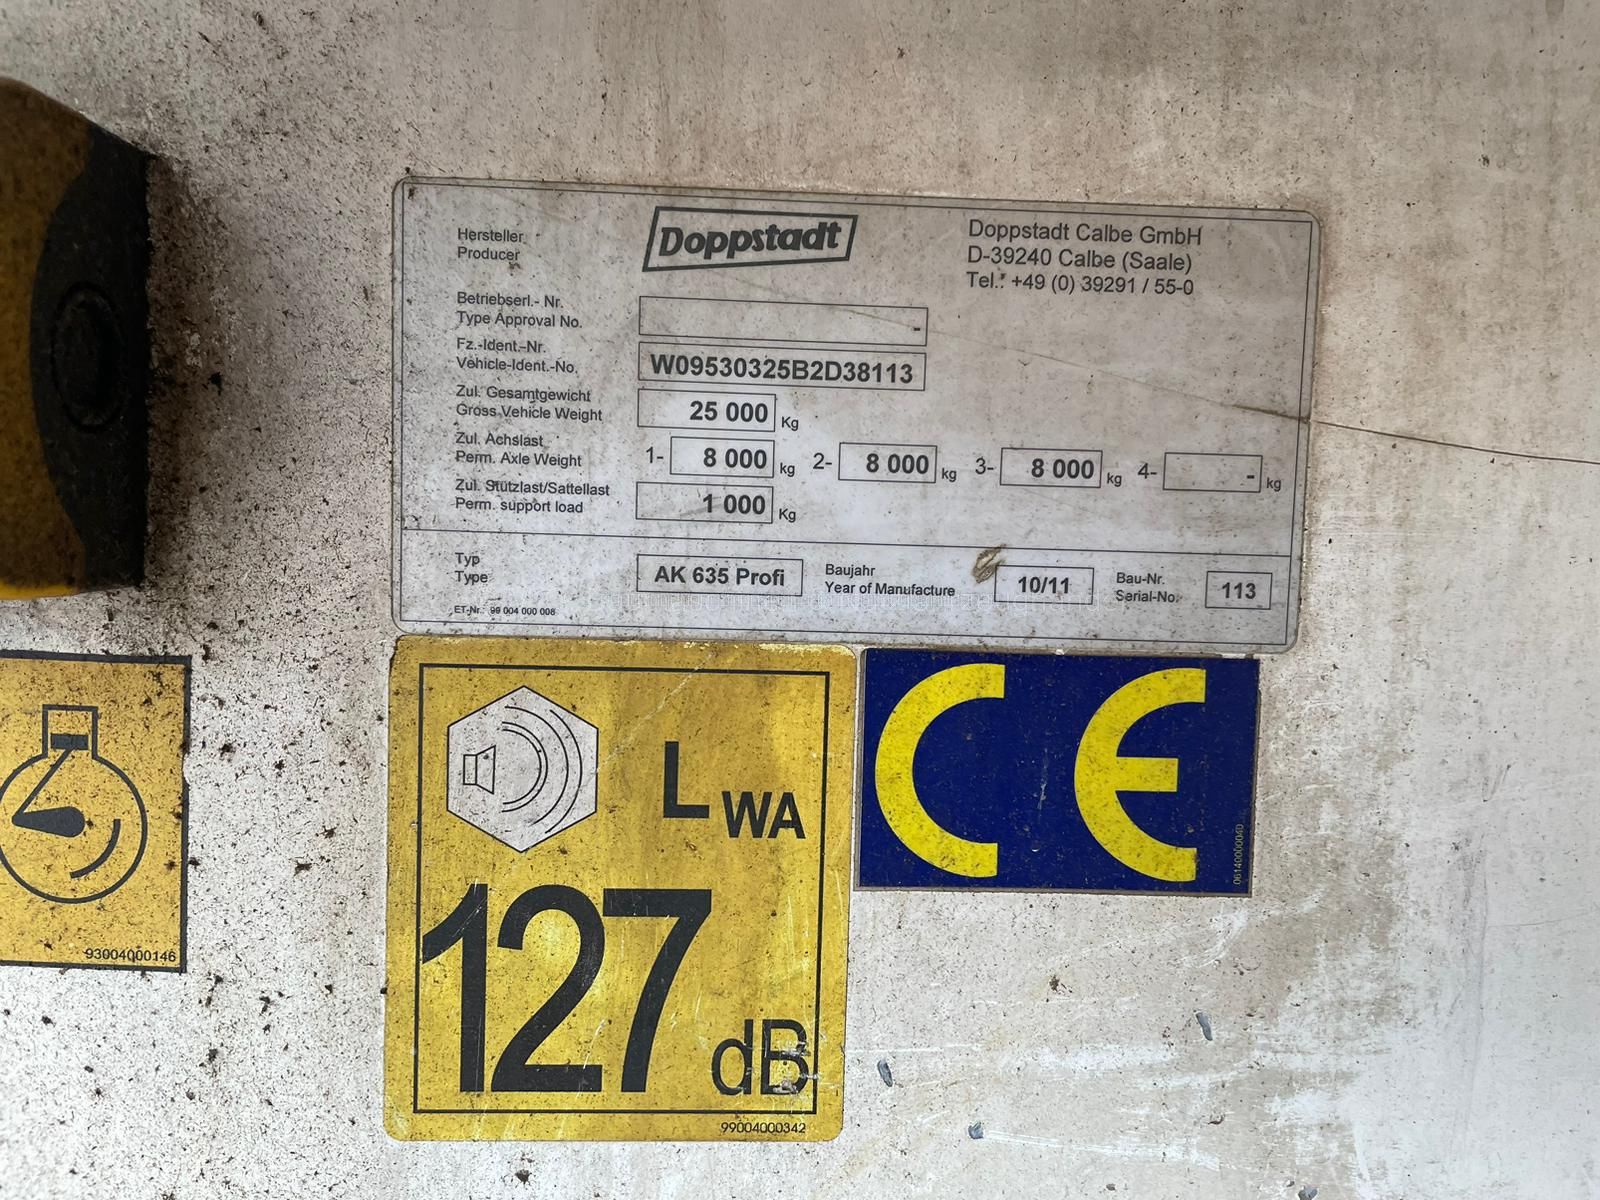 Hersteller
Producer
Doppstadt
Doppstadt Calbe GmbH
D-39240 Calbe (Saale)
Tel.: +49 (0) 39291 / 55-0
Betriebserl.- Nr.
Type Approval No.
-
Fz.-Ident.-Nr.
Vehicle-Ident.-No.
W09530325B2D38113
Zul. Gesamtgewicht
Gross Vehicle Weight
25 000 Kg
Zul. Achslast
Perm. Axle Weight
1- 8 000 kg 2- 8 000 kg 3- 8 000 kg 4- - kg
Zul. Stützlast/Sattellast
Perm. support load
1 000 Kg
Typ
Type
AK 635 Profi
Baujahr
Year of Manufacture
10/11
Bau-Nr.
Serial-No.
113
ET-Nr.: 99 004 000 008
93004000146
LWA
127
dB
99004000342
CE
06140000040